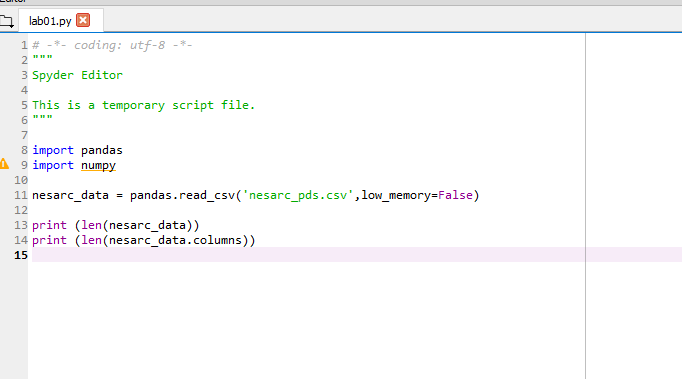 lab01.py
1 # -*- coding: utf-8 -*-
2 """
3 Spyder Editor
4
5 This is a temporary script file.
6 """
7
8 import pandas
9 import numpy
10
11 nesarc_data = pandas.read_csv('nesarc_pds.csv',low_memory=False)
12
13 print (len(nesarc_data))
14 print (len(nesarc_data.columns))
15